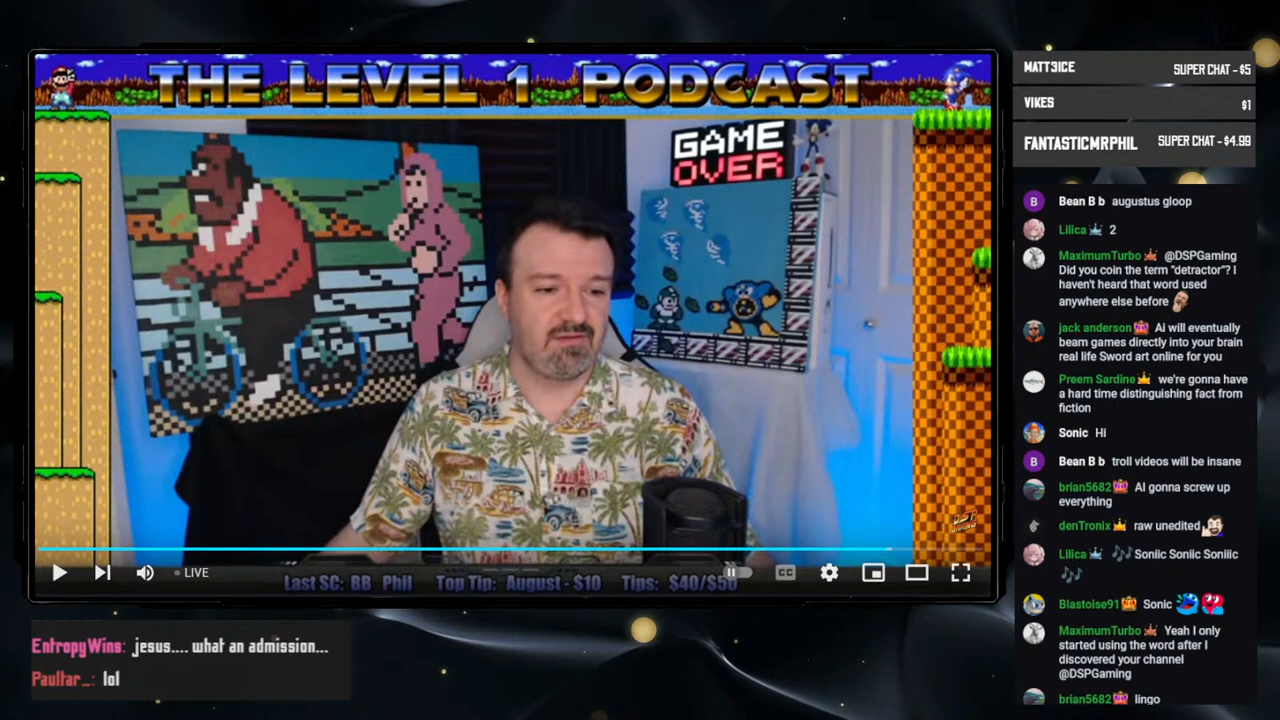 THE LEVEL 1 PODCAST
GAME
OVER
DSP
GAMING
LIVE
CC
Last SC: BB Phil Top Tip: August - $10 Tips: $40/$50
EntropyWins: jesus.... what an admission...
Paultar_: lol
MATT3ICE SUPER CHAT - $5
VIKES $1
FANTASTICMRPHIL SUPER CHAT - $4.99
B Bean B b augustus gloop
Lilica 2
MaximumTurbo @DSPGaming
Did you coin the term "detractor"? I
haven't heard that word used
anywhere else before
jack anderson Ai will eventually
beam games directly into your brain
real life Sword art online for you
Preem Sardine we're gonna have
a hard time distinguishing fact from
fiction
Sonic Hi
B Bean B b troll videos will be insane
brian5682 AI gonna screw up
everything
denTronix raw unedited
Lilica 🎶Soniic Soniic Soniiic
🎶
Blastoise91 Sonic
MaximumTurbo Yeah I only
started using the word after I
discovered your channel
@DSPGaming
brian5682 lingo